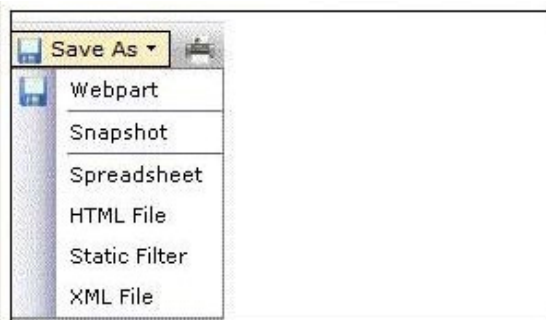 Save As
Webpart
Snapshot
Spreadsheet
HTML File
Static Filter
XML File